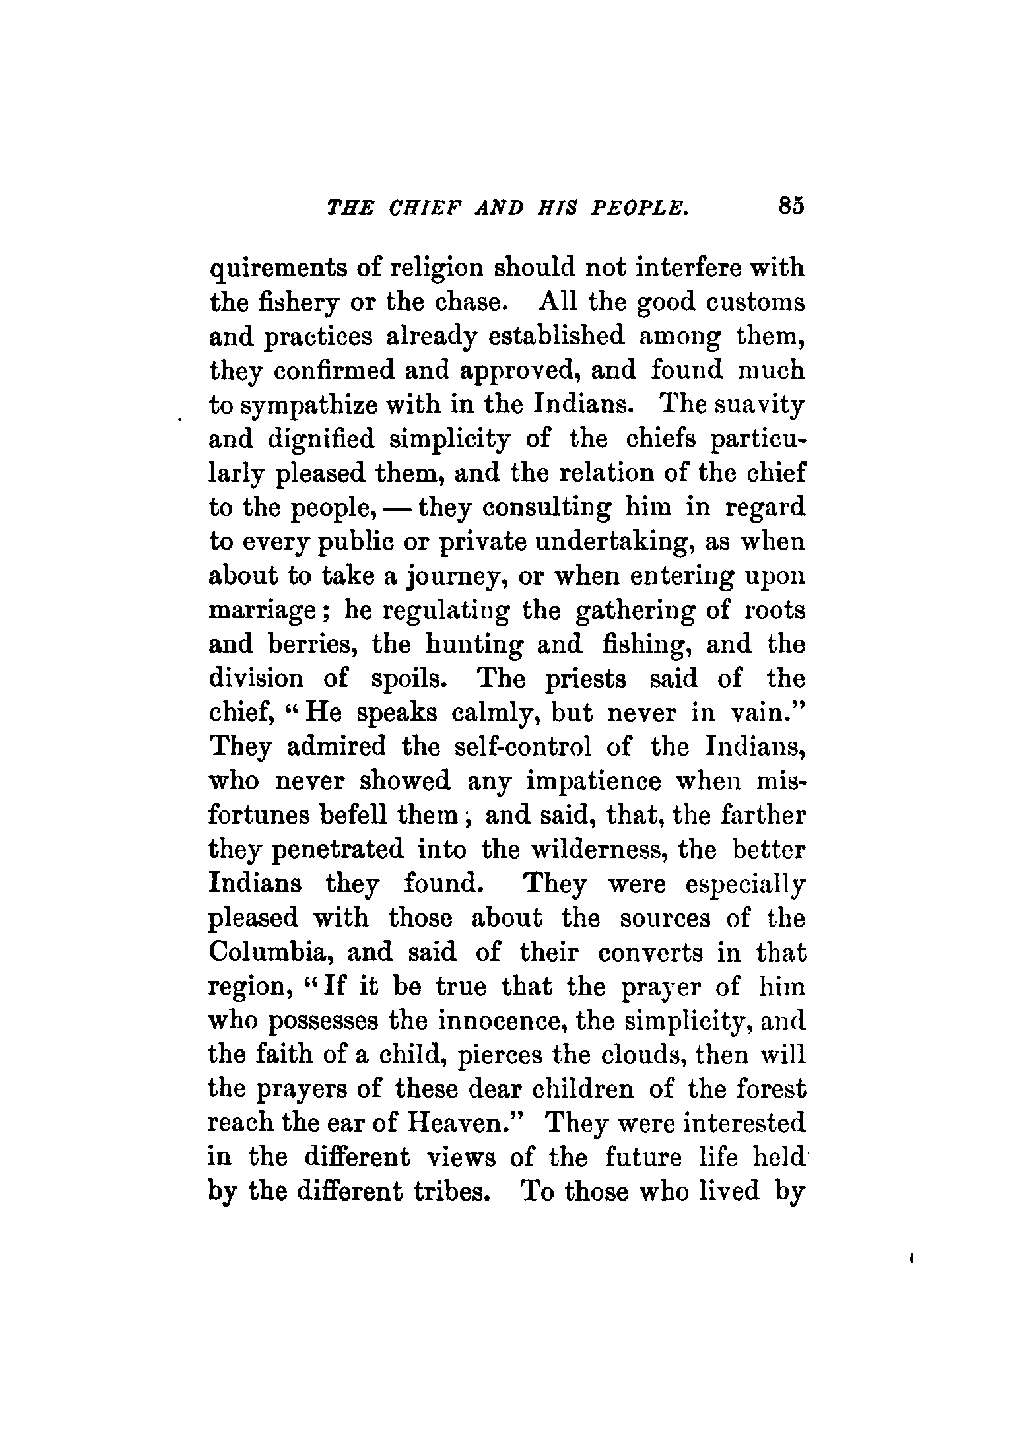 THE CHIEF AND HIS PEOPLE. 85
quirements of religion should not interfere with
the fishery or the chase. All the good customs
and practices already established among them,
they confirmed and approved, and found much
to sympathize with in the Indians. The suavity
and dignified simplicity of the chiefs particu-
larly pleased them, and the relation of the chief
to the people, — they consulting him in regard
to every public or private undertaking, as when
about to take a journey, or when entering upon
marriage; he regulating the gathering of roots
and berries, the hunting and fishing, and the
division of spoils. The priests said of the
chief, “He speaks calmly, but never in vain.”
They admired the self-control of the Indians,
who never showed any impatience when mis-
fortunes befell them; and said, that, the farther
they penetrated into the wilderness, the better
Indians they found. They were especially
pleased with those about the sources of the
Columbia, and said of their converts in that
region, “If it be true that the prayer of him
who possesses the innocence, the simplicity, and
the faith of a child, pierces the clouds, then will
the prayers of these dear children of the forest
reach the ear of Heaven.” They were interested
in the different views of the future life held
by the different tribes. To those who lived by